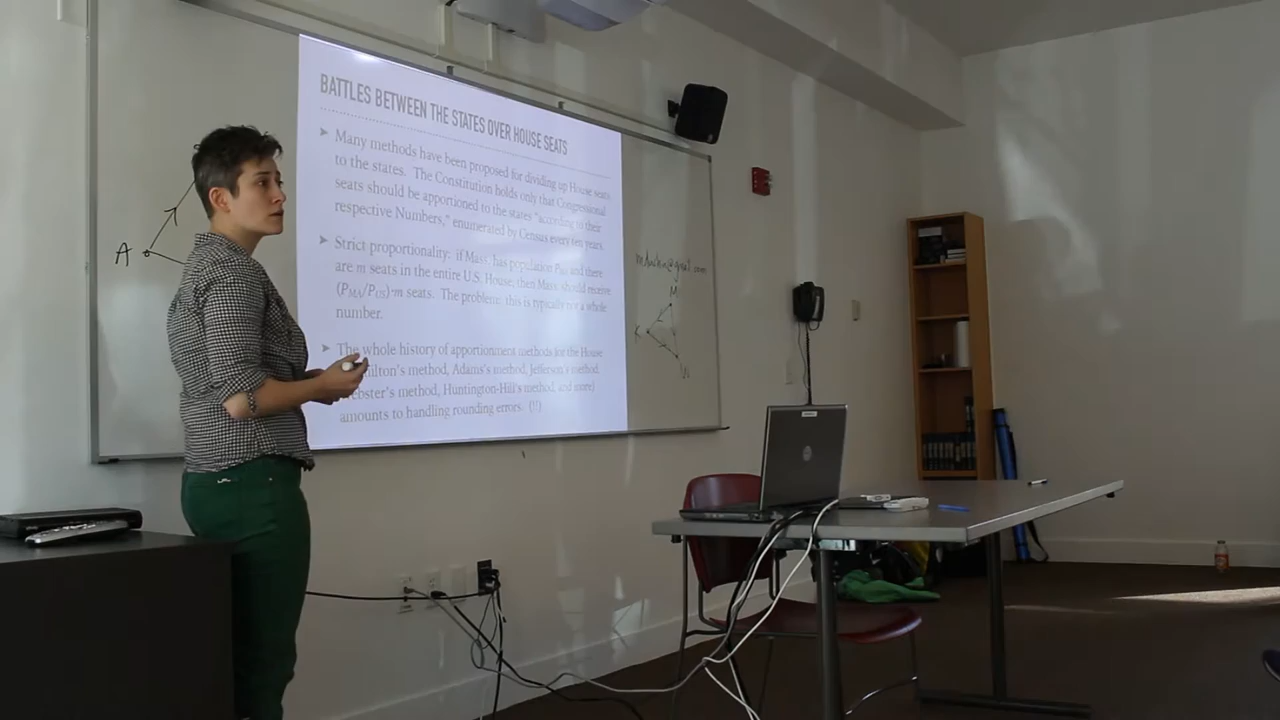 BATTLES BETWEEN THE STATES OVER HOUSE SEATS
➤ Many methods have been proposed for dividing up House seats
to the states. The Constitution holds only that Congressional
seats should be apportioned to the states "according to their
respective Numbers," enumerated by Census every ten years.
➤ Strict proportionality: if Mass. has population and there
are m seats in the entire U.S. House, then Mass. should receive
(PMA/PUS)·m seats. The problem: this is typically not a whole
number.
➤ The whole history of apportionment methods for the House
ilton's method, Adams's method, Jefferson's method,
ebster's method, Huntington-Hill's method, and more)
amounts to handling rounding errors. (!!)
A
M
K